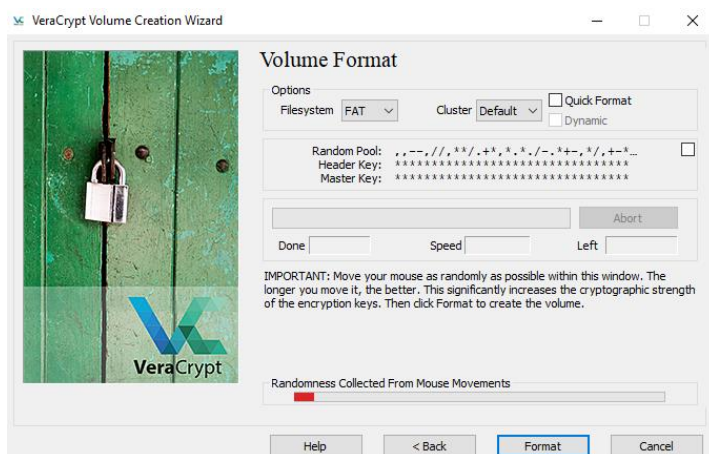 VeraCrypt Volume Creation Wizard
Volume Format
Options
Filesystem FAT Cluster Default Quick Format
Dynamic
Random Pool: ,,--,//,**/.+*,*.*./-.*+-,*/,+-*…
Header Key: ********************************
Master Key: ********************************
Abort
Done Speed Left
IMPORTANT: Move your mouse as randomly as possible within this window. The
longer you move it, the better. This significantly increases the cryptographic strength
of the encryption keys. Then click Format to create the volume.
VeraCrypt
Randomness Collected From Mouse Movements
Help < Back Format Cancel